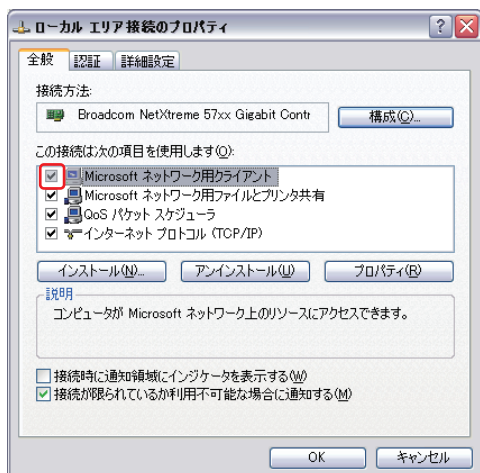 ローカル エリア接続のプロパティ
全般 認証 詳細設定
接続方法:
Broadcom NetXtreme 57xx Gigabit Contr 構成(C)...
この接続は次の項目を使用します(O):
Microsoft ネットワーク用クライアント
Microsoft ネットワーク用ファイルとプリンタ共有
QoS パケット スケジューラ
インターネット プロトコル (TCP/IP)
インストール(N)... アンインストール(U) プロパティ(R)
説明
コンピュータが Microsoft ネットワーク上のリソースにアクセスできます。
接続時に通知領域にインジケータを表示する(W)
接続が限られているか利用不可能な場合に通知する(M)
OK キャンセル